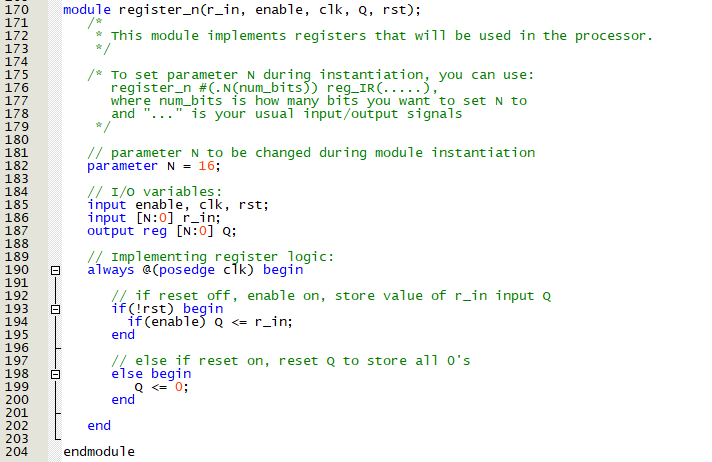 170 module register_n(r_in, enable, clk, Q, rst);
171 /*
172 * This module implements registers that will be used in the processor.
173 */
174
175 /* To set parameter N during instantiation, you can use:
176 register_n #(.N(num_bits)) reg_IR(.....),
177 where num_bits is how many bits you want to set N to
178 and "..." is your usual input/output signals
179 */
180
181 // parameter N to be changed during module instantiation
182 parameter N = 16;
183
184 // I/O variables:
185 input enable, clk, rst;
186 input [N:0] r_in;
187 output reg [N:0] Q;
188
189 // Implementing register logic:
190 always @(posedge clk) begin
191
192 // if reset off, enable on, store value of r_in input Q
193 if(!rst) begin
194 if(enable) Q <= r_in;
195 end
196
197 // else if reset on, reset Q to store all 0's
198 else begin
199 Q <= 0;
200 end
201
202 end
203
204 endmodule